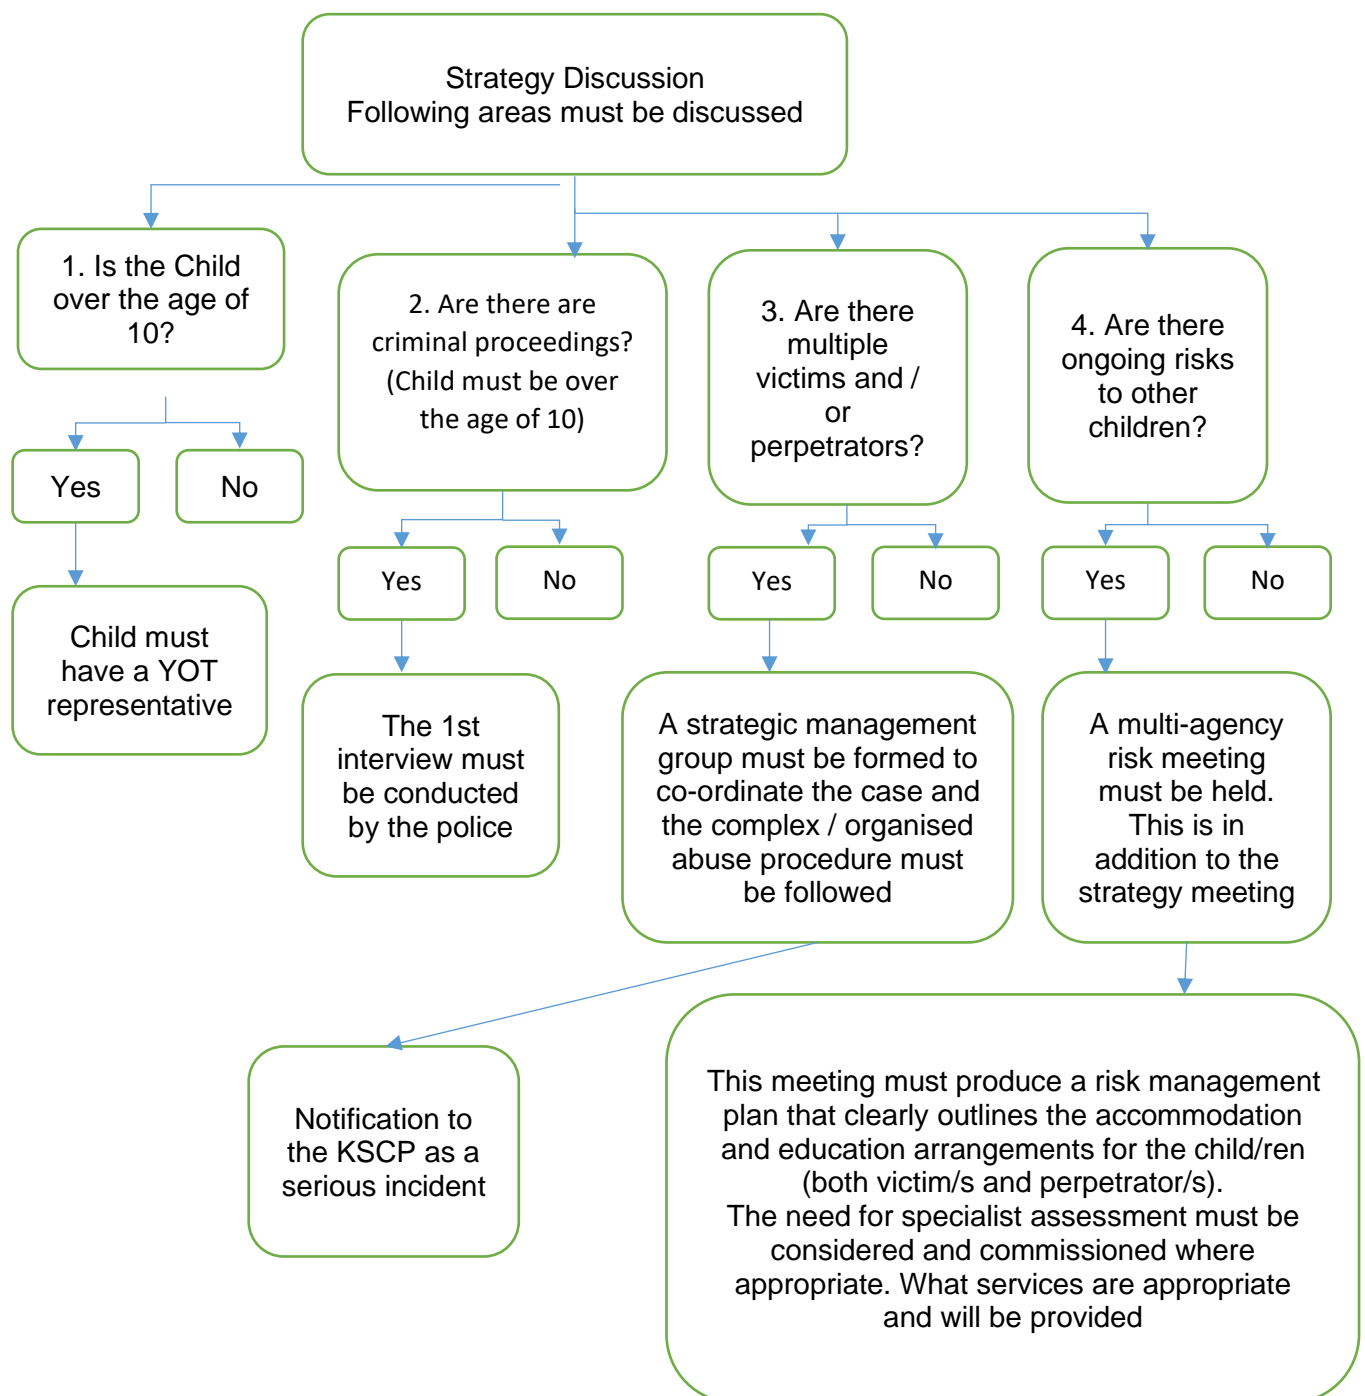 Strategy Discussion
Following areas must be discussed
1. Is the Child
over the age of
10?
2. Are there are
criminal proceedings?
(Child must be over
the age of 10)
3. Are there
multiple
victims and /
or
perpetrators?
4. Are there
ongoing risks
to other
children?
Yes
No
Yes
No
Yes
No
Yes
No
Child must
have a YOT
representative
The 1st
interview must
be conducted
by the police
A strategic management
group must be formed to
co-ordinate the case and
the complex / organised
abuse procedure must
be followed
A multi-agency
risk meeting
must be held.
This is in
addition to the
strategy meeting
Notification to
the KSCP as a
serious incident
This meeting must produce a risk management
plan that clearly outlines the accommodation
and education arrangements for the child/ren
(both victim/s and perpetrator/s).
The need for specialist assessment must be
considered and commissioned where
appropriate. What services are appropriate
and will be provided